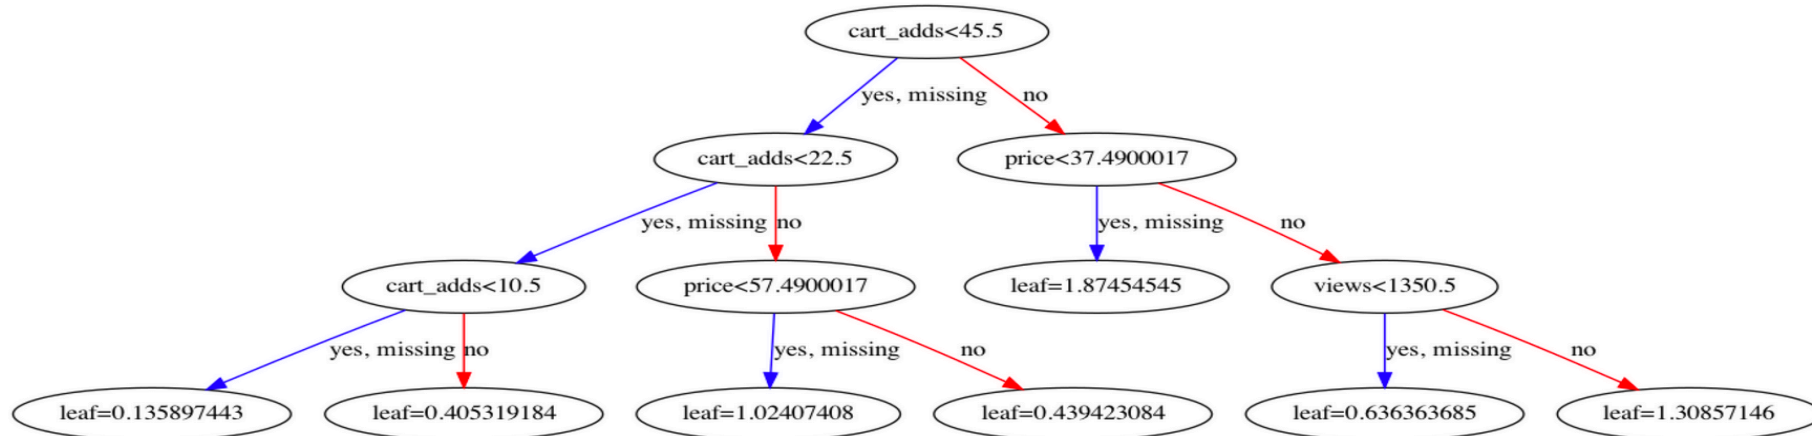 cart_adds<45.5
yes, missing
no
cart_adds<22.5
price<37.4900017
yes, missing
no
yes, missing
no
cart_adds<10.5
price<57.4900017
leaf=1.87454545
views<1350.5
yes, missing
no
yes, missing
no
yes, missing
no
leaf=0.135897443
leaf=0.405319184
leaf=1.02407408
leaf=0.439423084
leaf=0.636363685
leaf=1.30857146